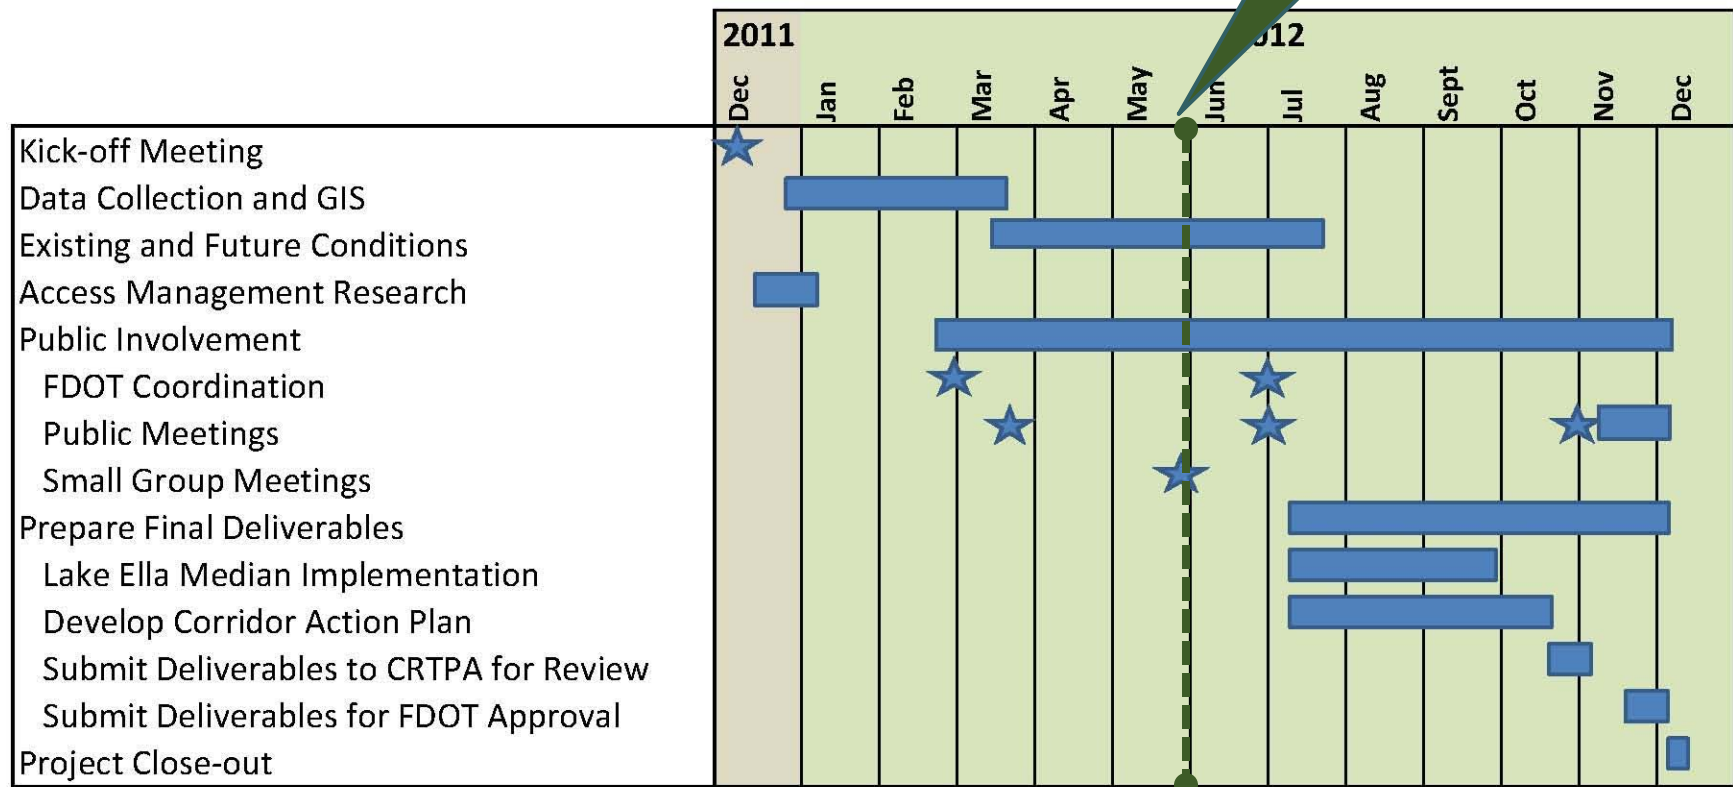 2011
012
Dec
Jan
Feb
Mar
Apr
May
Jun
Jul
Aug
Sept
Oct
Nov
Dec
Kick-off Meeting
Data Collection and GIS
Existing and Future Conditions
Access Management Research
Public Involvement
FDOT Coordination
Public Meetings
Small Group Meetings
Prepare Final Deliverables
Lake Ella Median Implementation
Develop Corridor Action Plan
Submit Deliverables to CRTPA for Review
Submit Deliverables for FDOT Approval
Project Close-out